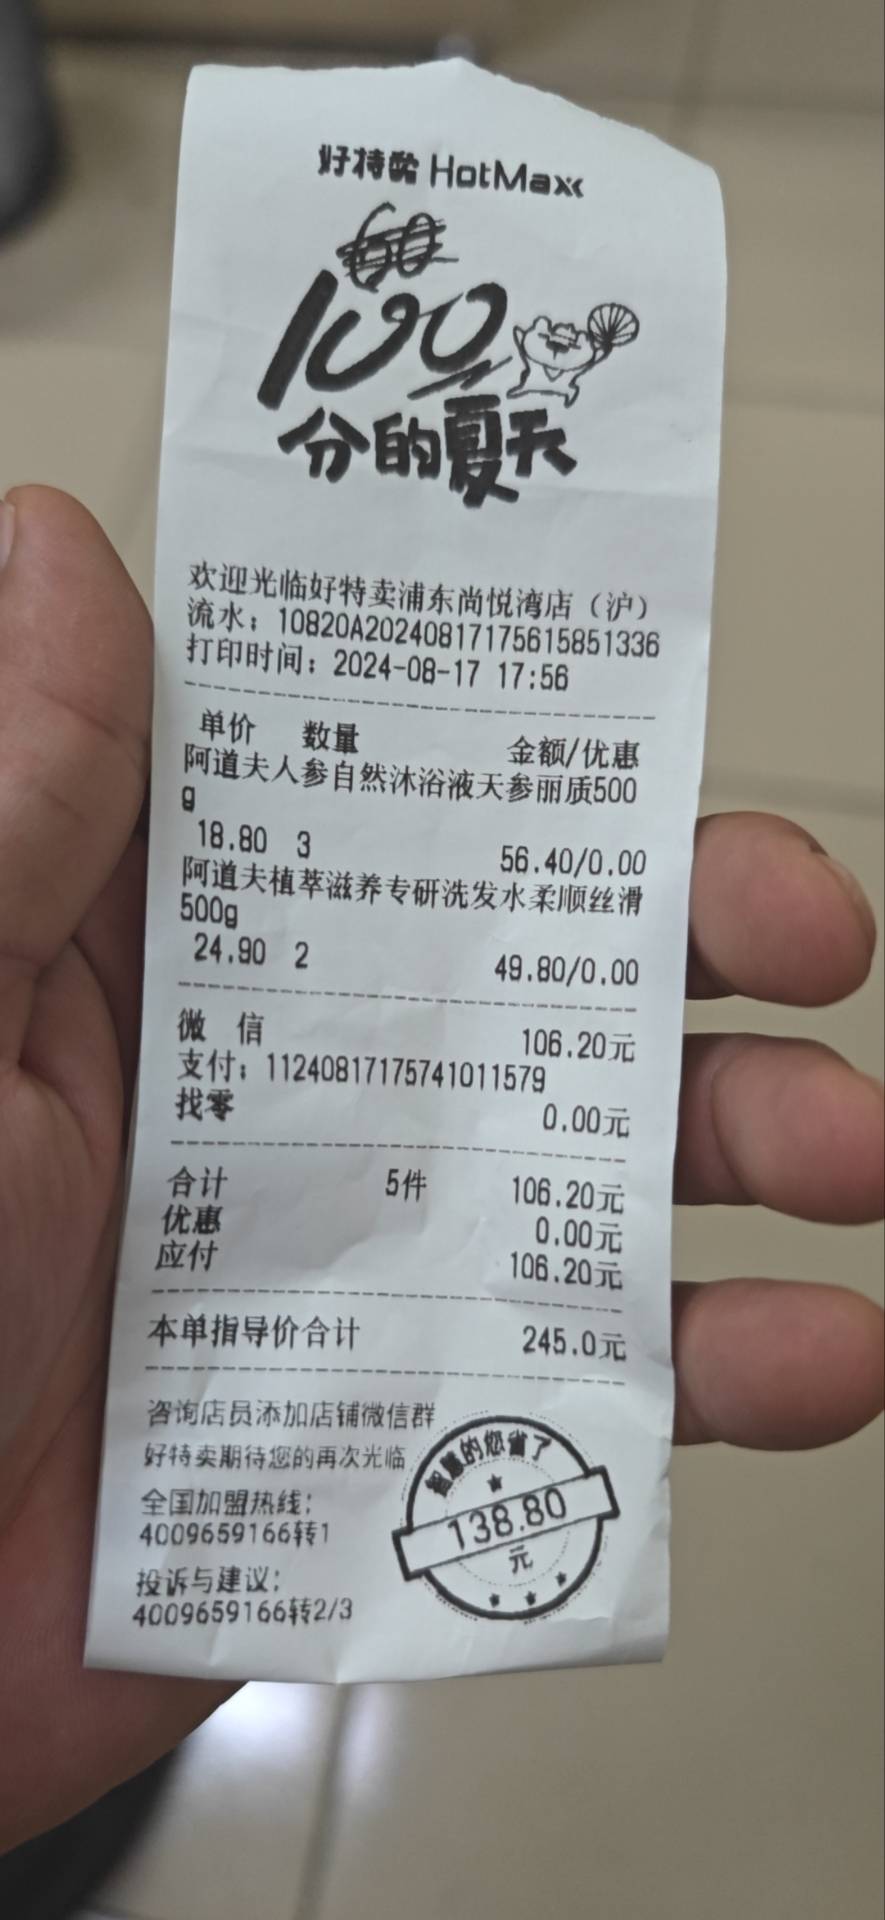 好特卖 HotMaxx
100
分的夏天
欢迎光临好特卖浦东尚悦湾店（沪）
流水：10820A20240817175615851336
打印时间：2024-08-17 17:56
单价 数量 金额/优惠
阿道夫人参自然沐浴液天参丽质500
g
18.80 3 56.40/0.00
阿道夫植萃滋养专研洗发水柔顺丝滑
500g
24.90 2 49.80/0.00
微 信 106.20元
支付：11240817175741011579
找零 0.00元
合计 5件 106.20元
优惠 0.00元
应付 106.20元
本单指导价合计 245.0元
咨询店员添加店铺微信群
好特卖期待您的再次光临
全国加盟热线：
4009659166转1
投诉与建议：
4009659166转2/3
智慧的您省了
138.80
元